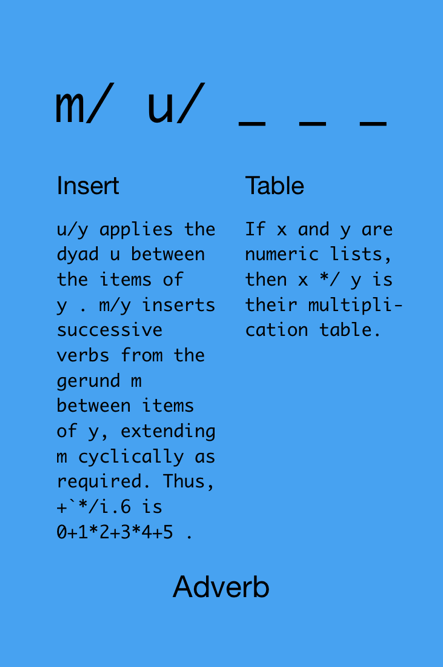 m/ u/ _ _ _
Insert
u/y applies the
dyad u between
the items of
y . m/y inserts
successive
verbs from the
gerund m
between items
of y, extending
m cyclically as
required. Thus,
+`*/i.6 is
0+1*2+3*4+5 .
Table
If x and y are
numeric lists,
then x */ y is
their multipli-
cation table.
Adverb